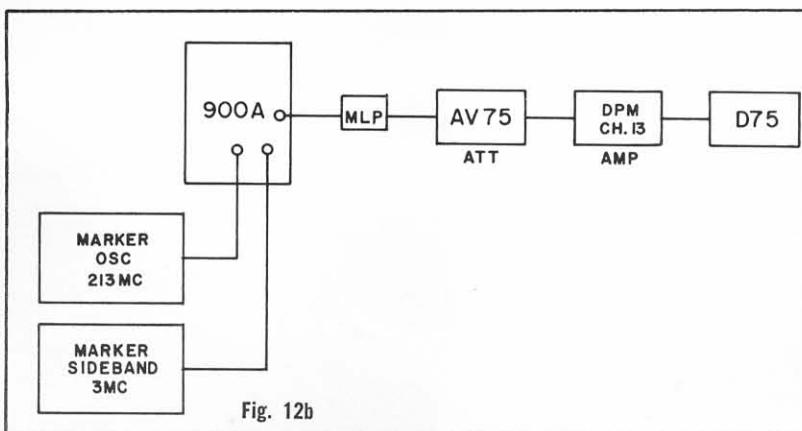 900A
MLP
AV75
ATT
DPM
CH.13
AMP
D75
MARKER
OSC
213MC
MARKER
SIDEBAND
3MC
Fig. 12b